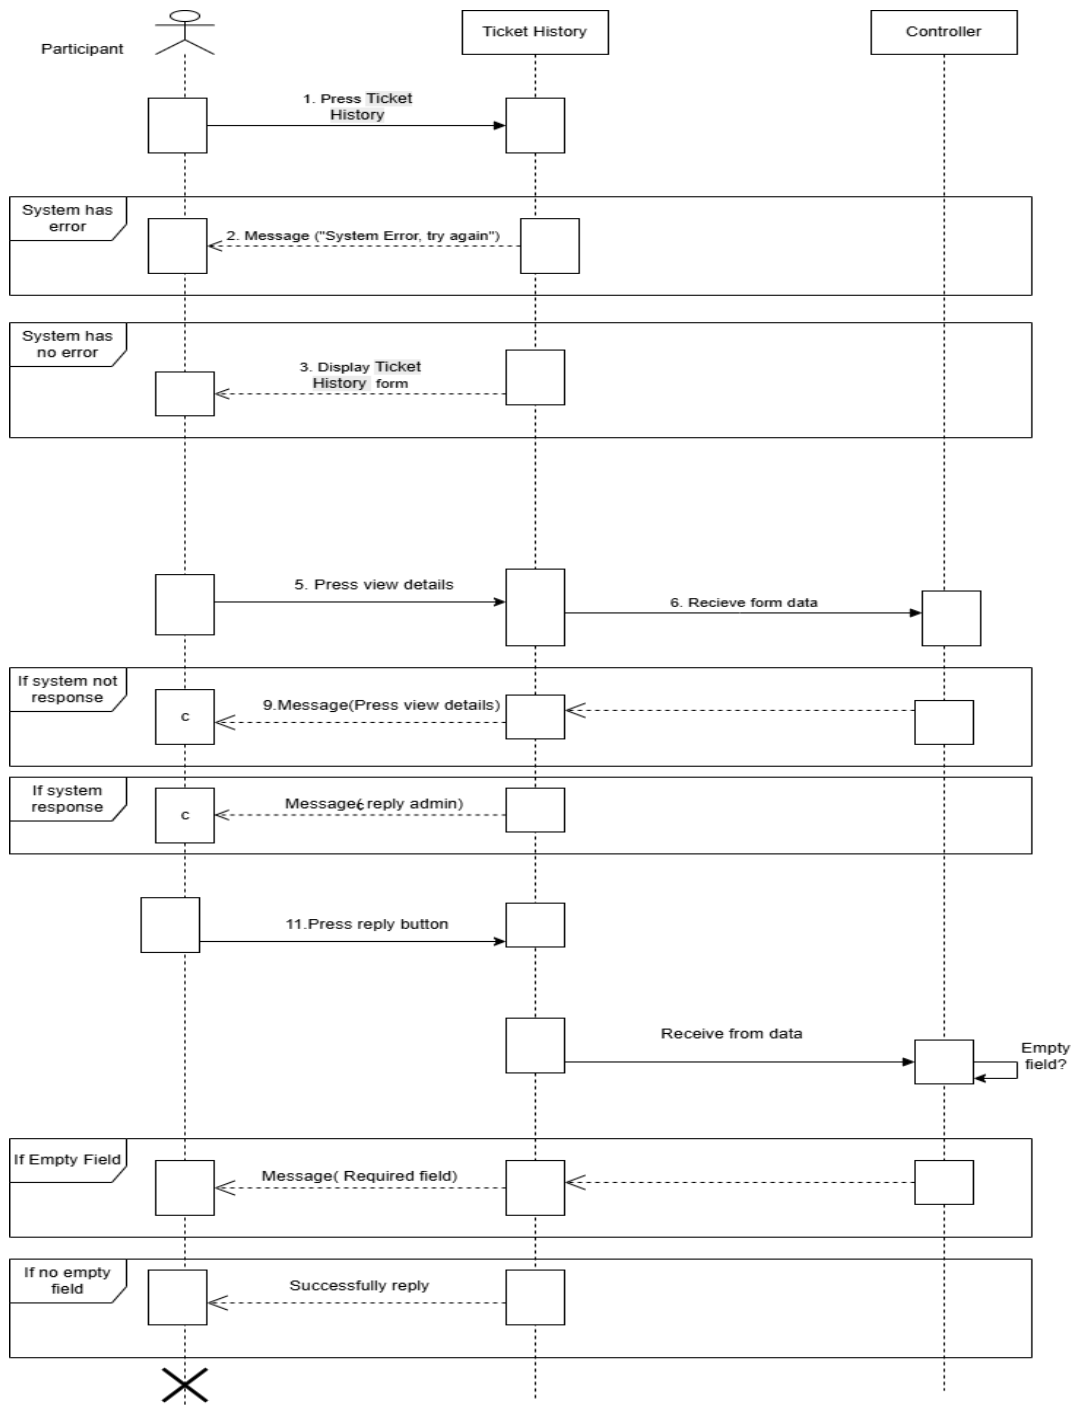 Participant
Ticket History
Controller
1. Press Ticket
History
System has
error
2. Message ("System Error, try again")
System has
no error
3. Display Ticket
History form
5. Press view details
6. Recieve form data
If system not
response
c
9.Message(Press view details)
If system
response
c
Message( reply admin)
11.Press reply button
Receive from data
Empty
field?
If Empty Field
Message( Required field)
If no empty
field
Successfully reply